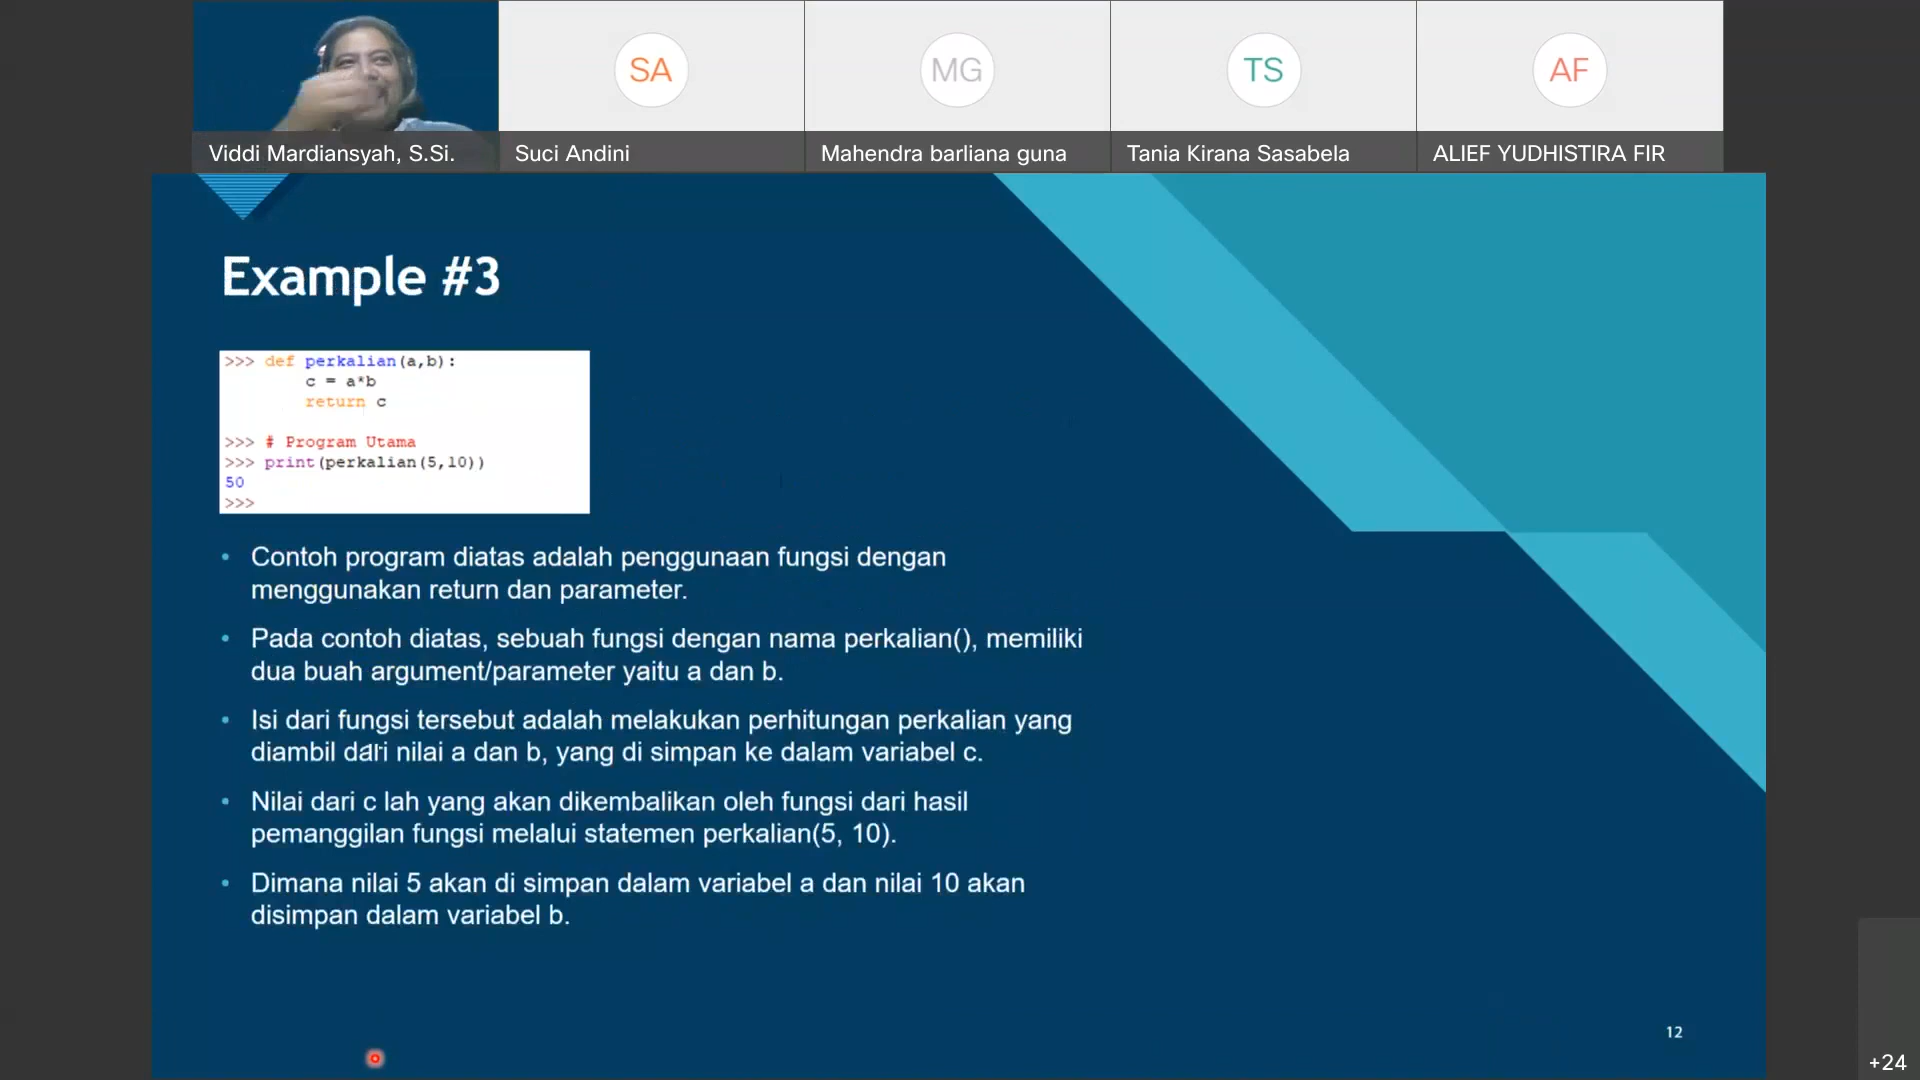 SA
MG
TS
AF
Viddi Mardiansyah, S.Si.
Suci Andini
Mahendra barliana guna
Tania Kirana Sasabela
ALIEF YUDHISTIRA FIR
Example #3
>>> def perkalian(a,b):
c = a*b
return c
>>> # Program Utama
>>> print(perkalian(5,10))
50
>>>
• Contoh program diatas adalah penggunaan fungsi dengan
menggunakan return dan parameter.
• Pada contoh diatas, sebuah fungsi dengan nama perkalian(), memiliki
dua buah argument/parameter yaitu a dan b.
• Isi dari fungsi tersebut adalah melakukan perhitungan perkalian yang
diambil dari nilai a dan b, yang di simpan ke dalam variabel c.
• Nilai dari c lah yang akan dikembalikan oleh fungsi dari hasil
pemanggilan fungsi melalui statemen perkalian(5, 10).
• Dimana nilai 5 akan di simpan dalam variabel a dan nilai 10 akan
disimpan dalam variabel b.
12
+24